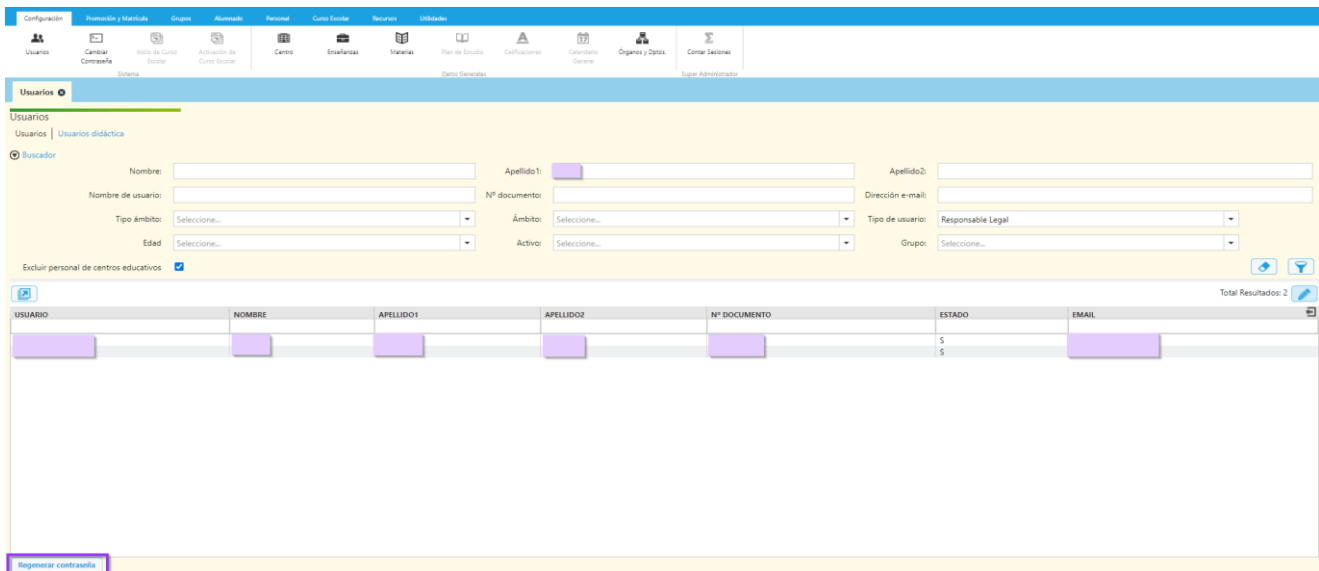 Configuración Promoción y Matrícula Grupos Alumnado Personal Curso Escolar Recursos Utilidades
Usuarios Cambiar Contraseña Inicio de Curso Escolar Activación de Curso Escolar Centro Enseñanzas Materias Plan de Estudio Calificaciones Calendario General Órganos y Dptos. Contar Sesiones
Sistema Datos Generales Super Administrador
Usuarios
Usuarios
Usuarios | Usuarios didáctica
Buscador
Nombre: Apellido1: Apellido2:
Nombre de usuario: Nº documento: Dirección e-mail:
Tipo ámbito: Seleccione... Ámbito: Seleccione... Tipo de usuario: Responsable Legal
Edad Seleccione... Activo: Seleccione... Grupo: Seleccione...
Excluir personal de centros educativos
Total Resultados: 2
USUARIO NOMBRE APELLIDO1 APELLIDO2 Nº DOCUMENTO ESTADO EMAIL
S
S
Regenerar contraseña